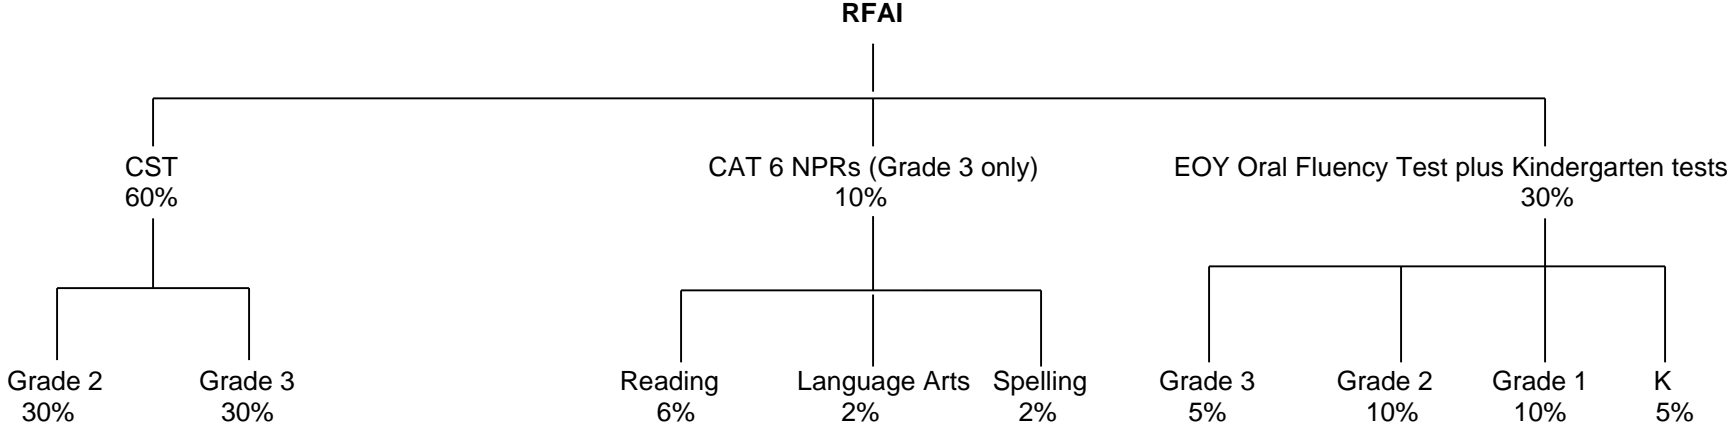 RFAI
CST
60%
CAT 6 NPRs (Grade 3 only)
10%
EOY Oral Fluency Test plus Kindergarten tests
30%
Grade 2
30%
Grade 3
30%
Reading
6%
Language Arts
2%
Spelling
2%
Grade 3
5%
Grade 2
10%
Grade 1
10%
K
5%